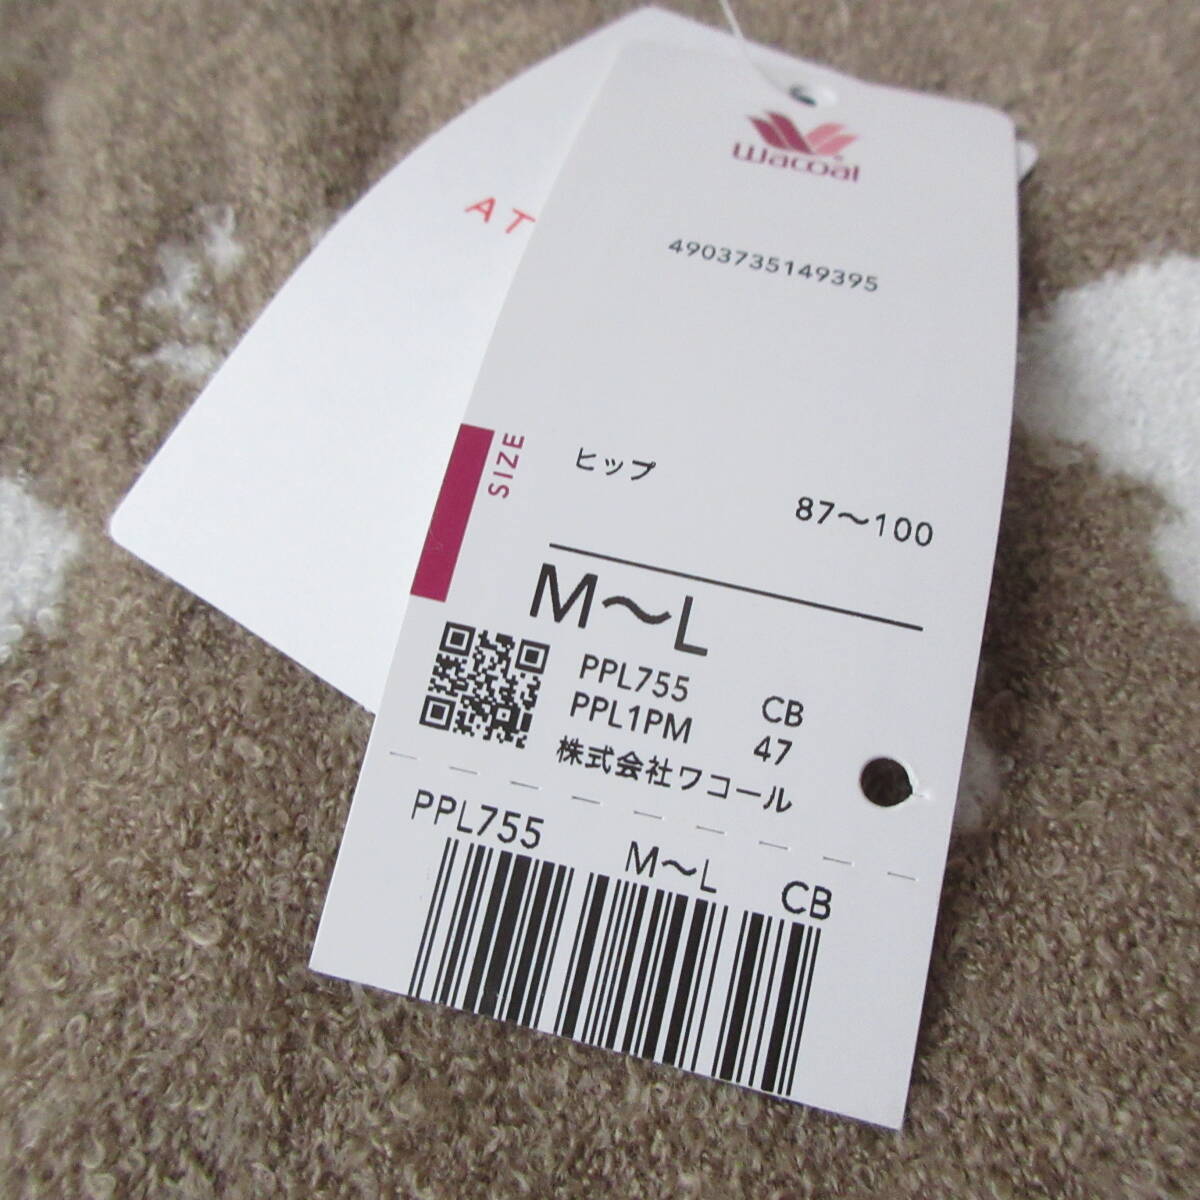 Wacoal
AT
4903735149395
SIZE
ヒップ
87～100
M～L
PPL755 CB
PPL1PM 47
株式会社ワコール
PPL755 M～L CB